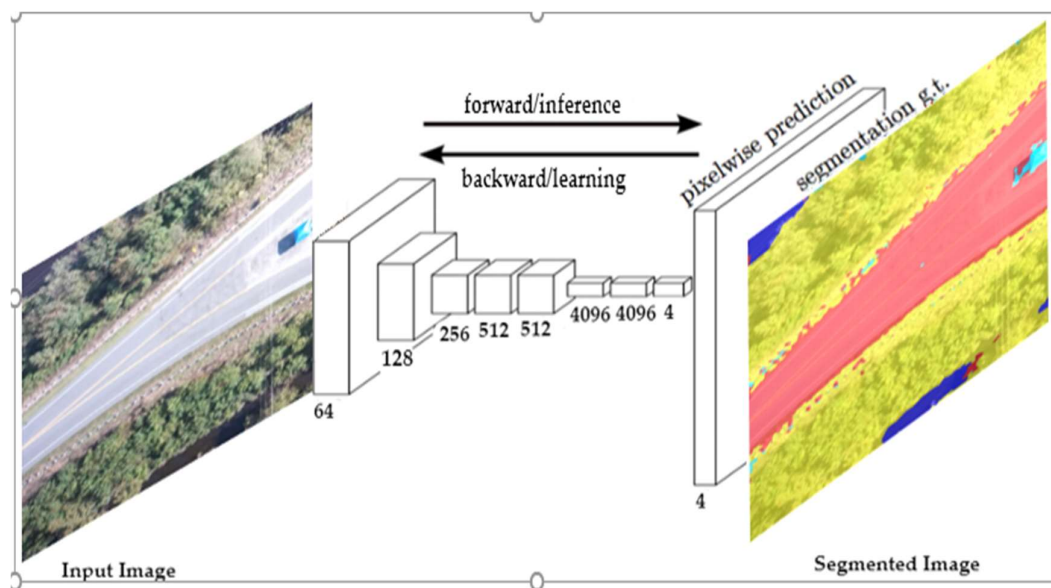 forward/inference
backward/learning
pixelwise prediction
segmentation g.t.
64
128
256
512
512
4096
4096
4
4
Input Image
Segmented Image